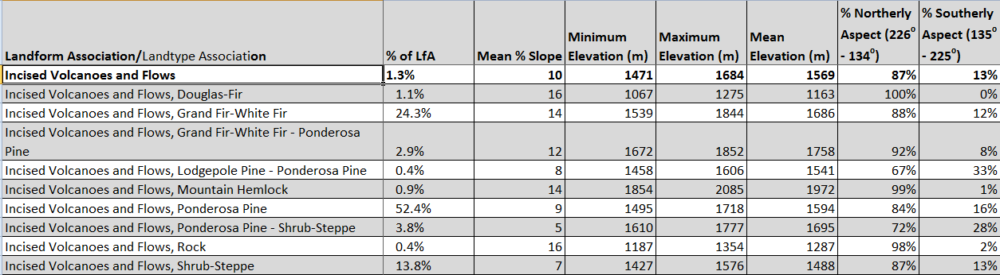 Landform Association/Landtype Association % of LfA Mean % Slope Minimum Elevation (m) Maximum Elevation (m) Mean Elevation (m) % Northerly Aspect (226° - 134°) % Southerly Aspect (135° - 225°)
Incised Volcanoes and Flows 1.3% 10 1471 1684 1569 87% 13%
Incised Volcanoes and Flows, Douglas-Fir 1.1% 16 1067 1275 1163 100% 0%
Incised Volcanoes and Flows, Grand Fir-White Fir 24.3% 14 1539 1844 1686 88% 12%
Incised Volcanoes and Flows, Grand Fir-White Fir - Ponderosa
Pine 2.9% 12 1672 1852 1758 92% 8%
Incised Volcanoes and Flows, Lodgepole Pine - Ponderosa Pine 0.4% 8 1458 1606 1541 67% 33%
Incised Volcanoes and Flows, Mountain Hemlock 0.9% 14 1854 2085 1972 99% 1%
Incised Volcanoes and Flows, Ponderosa Pine 52.4% 9 1495 1718 1594 84% 16%
Incised Volcanoes and Flows, Ponderosa Pine - Shrub-Steppe 3.8% 5 1610 1777 1695 72% 28%
Incised Volcanoes and Flows, Rock 0.4% 16 1187 1354 1287 98% 2%
Incised Volcanoes and Flows, Shrub-Steppe 13.8% 7 1427 1576 1488 87% 13%